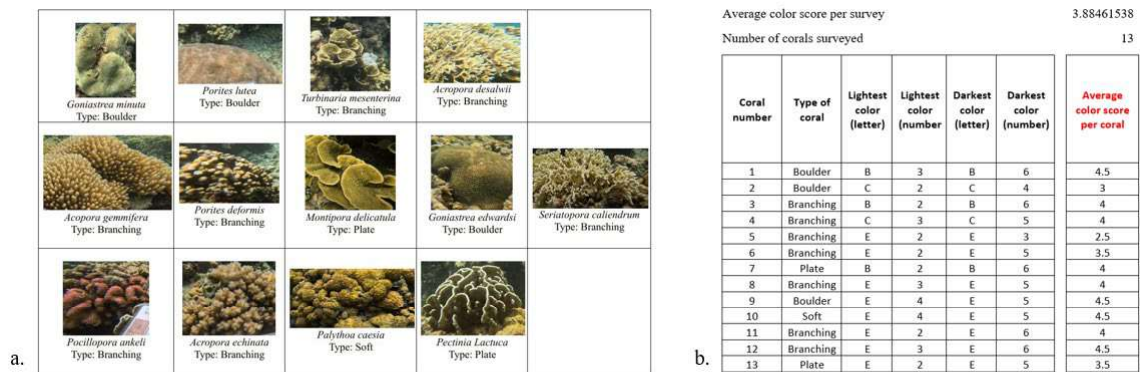 Goniastrea minuta
Type: Boulder
Porites lutea
Type: Boulder
Turbinaria mesenterina
Type: Branching
Acropora desalwii
Type: Branching
Acopora gemmifera
Type: Branching
Porites deformis
Type: Branching
Montipora delicatula
Type: Plate
Goniastrea edwardsi
Type: Boulder
Seriatopora caliendrum
Type: Branching
Pocillopora ankeli
Type: Branching
Acropora echinata
Type: Branching
Palythoa caesia
Type: Soft
Pectinia Lactuca
Type: Plate
a.
Average color score per survey 3.88461538
Number of corals surveyed 13
Coral number Type of coral Lightest color (letter) Lightest color (number Darkest color (letter) Darkest color (number) Average color score per coral
1 Boulder B 3 B 6 4.5
2 Boulder C 2 C 4 3
3 Branching B 2 B 6 4
4 Branching C 3 C 5 4
5 Branching E 2 E 3 2.5
6 Branching E 2 E 5 3.5
7 Plate B 2 B 6 4
8 Branching E 3 E 5 4
9 Boulder E 4 E 5 4.5
10 Soft E 4 E 5 4.5
11 Branching E 2 E 6 4
12 Branching E 3 E 6 4.5
13 Plate E 2 E 5 3.5
b.